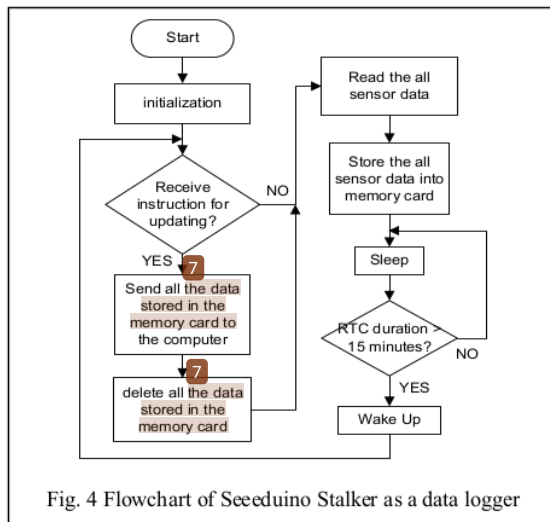 Start
initialization
Receive
instruction for
updating?
NO
YES
7
Send all the data
stored in the
memory card to
the computer
7
delete all the data
stored in the
memory card
Read the all
sensor data
Store the all
sensor data into
memory card
Sleep
RTC duration >
15 minutes?
NO
YES
Wake Up
Fig. 4 Flowchart of Seeeduino Stalker as a data logger